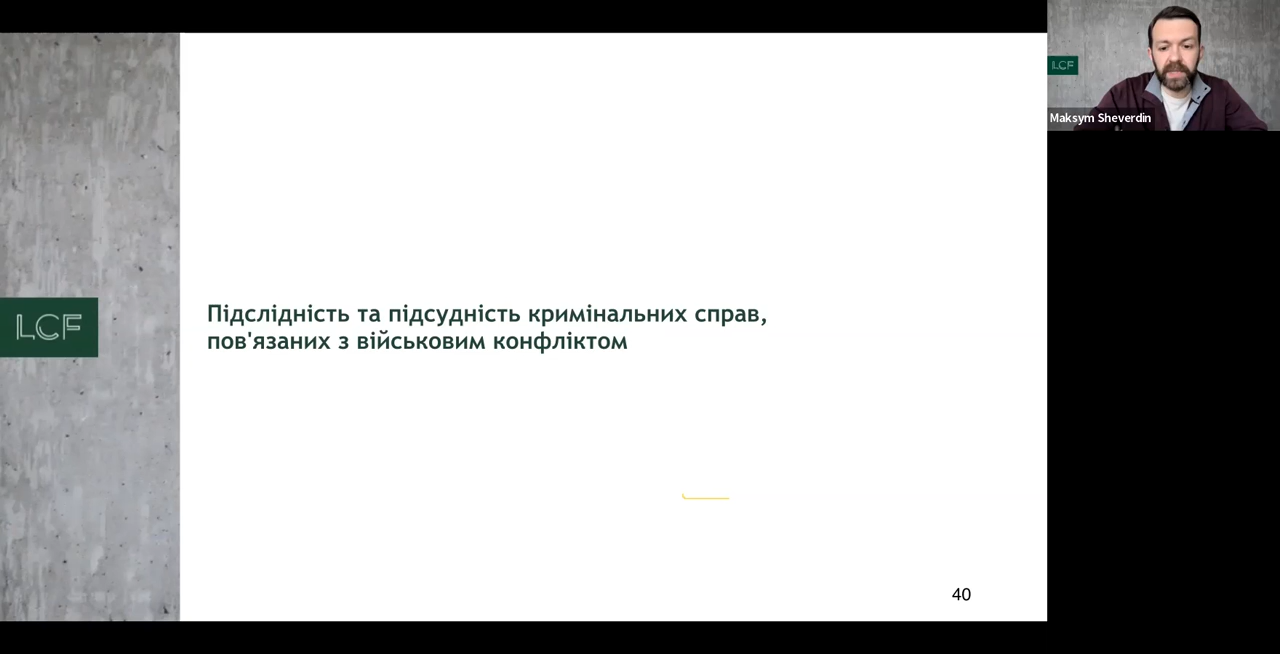 LCF
Maksym Sheverdin
Підслідність та підсудність кримінальних справ,
пов'язаних з військовим конфліктом
LCF
40